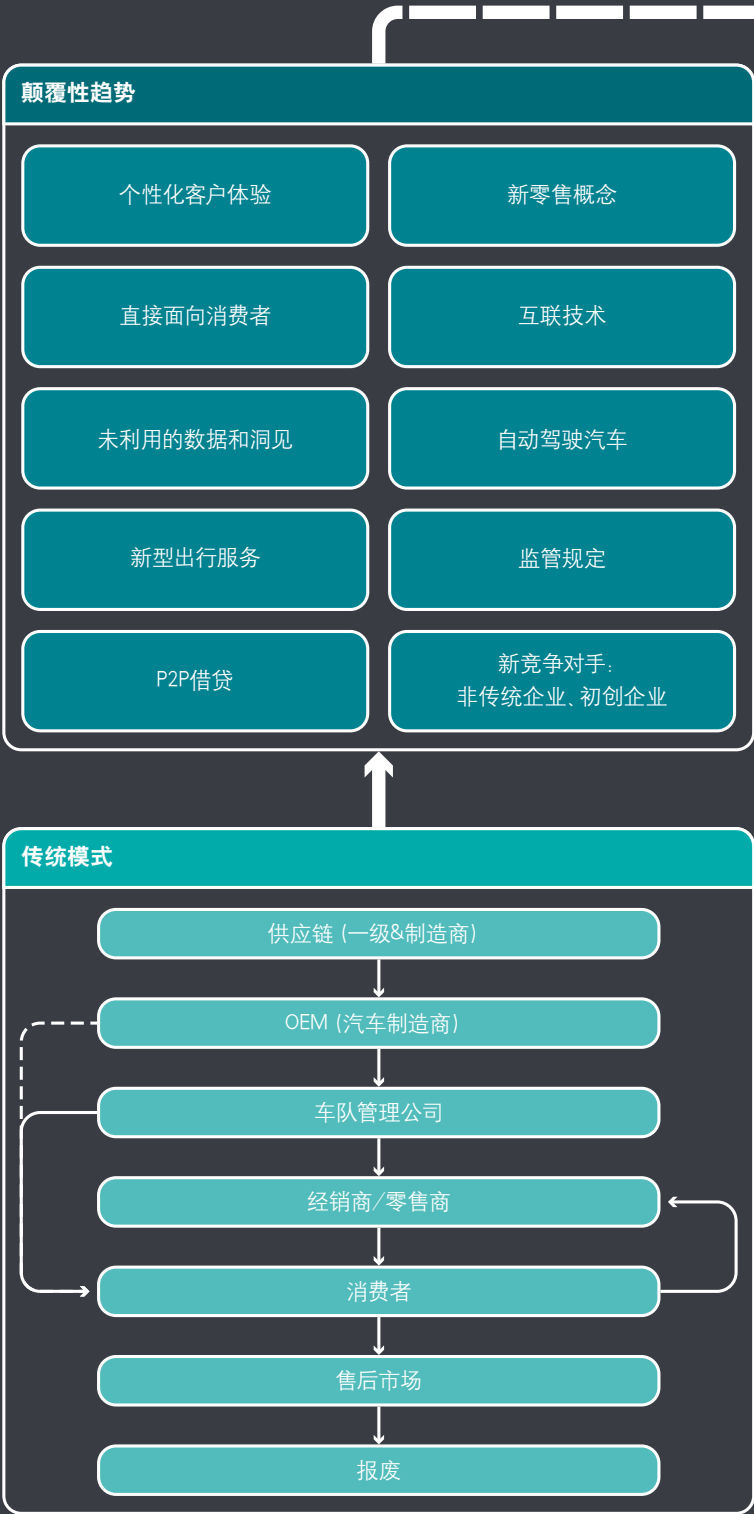 颠覆性趋势
个性化客户体验
新零售概念
直接面向消费者
互联技术
未利用的数据和洞见
自动驾驶汽车
新型出行服务
监管规定
P2P借贷
新竞争对手:
非传统企业、初创企业
传统模式
供应链 (一级&制造商)
OEM (汽车制造商)
车队管理公司
经销商/零售商
消费者
售后市场
报废